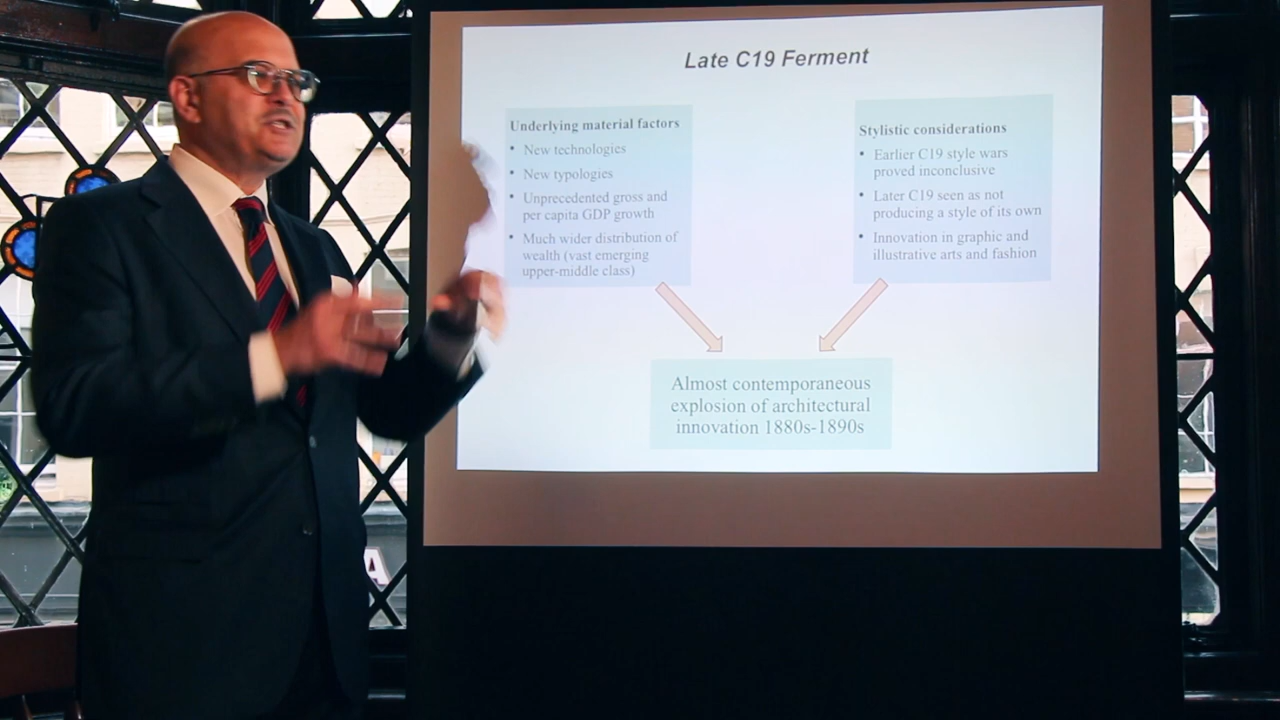 Late C19 Ferment
Underlying material factors
• New technologies
• New typologies
• Unprecedented gross and
per capita GDP growth
• Much wider distribution of
wealth (vast emerging
upper-middle class)
Stylistic considerations
• Earlier C19 style wars
proved inconclusive
• Later C19 seen as not
producing a style of its own
• Innovation in graphic and
illustrative arts and fashion
Almost contemporaneous
explosion of architectural
innovation 1880s-1890s
A